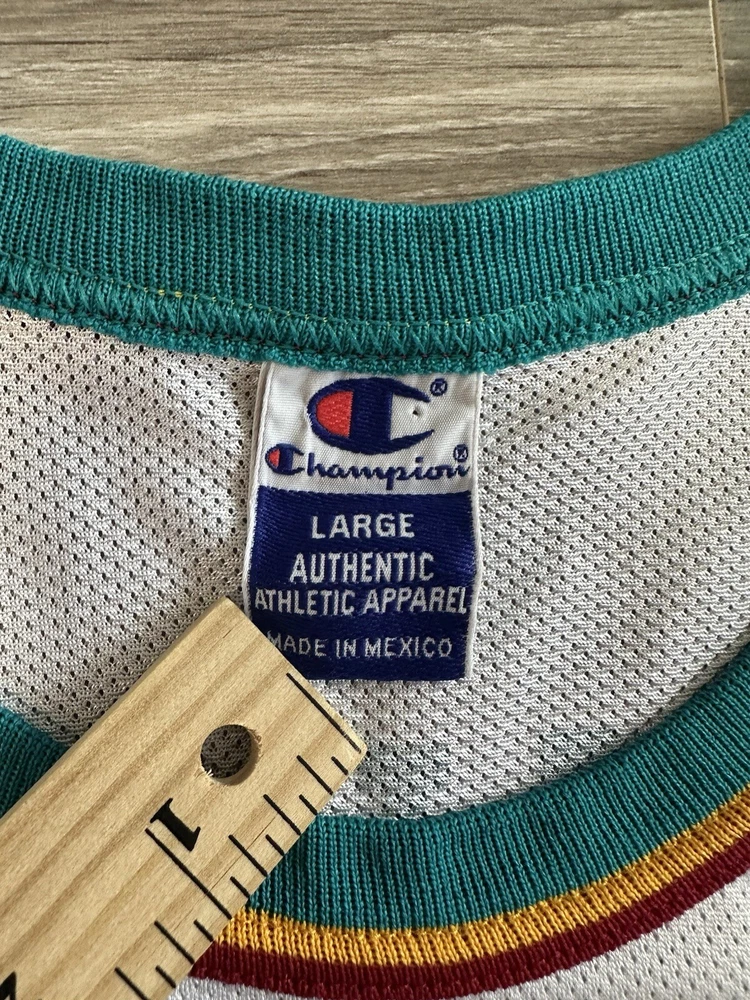 ®
Champion®
LARGE
AUTHENTIC
ATHLETIC APPAREL
MADE IN MEXICO
1